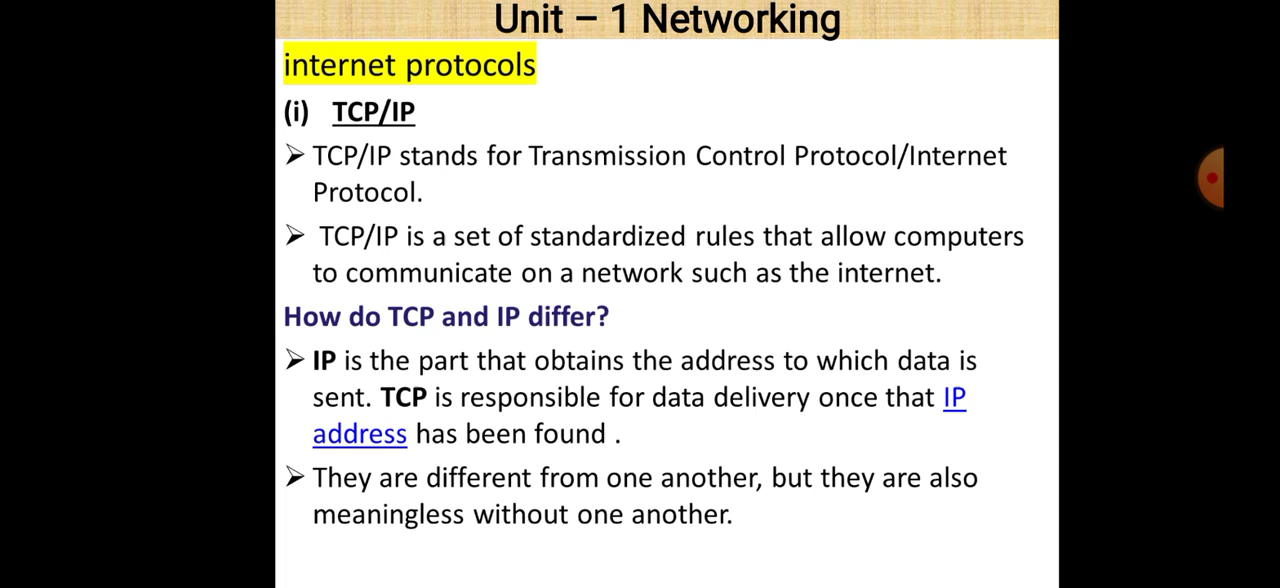 Unit – 1 Networking
internet protocols
(i) TCP/IP
➢ TCP/IP stands for Transmission Control Protocol/Internet
Protocol.
➢ TCP/IP is a set of standardized rules that allow computers
to communicate on a network such as the internet.
How do TCP and IP differ?
➢ IP is the part that obtains the address to which data is
sent. TCP is responsible for data delivery once that IP
address has been found .
➢ They are different from one another, but they are also
meaningless without one another.